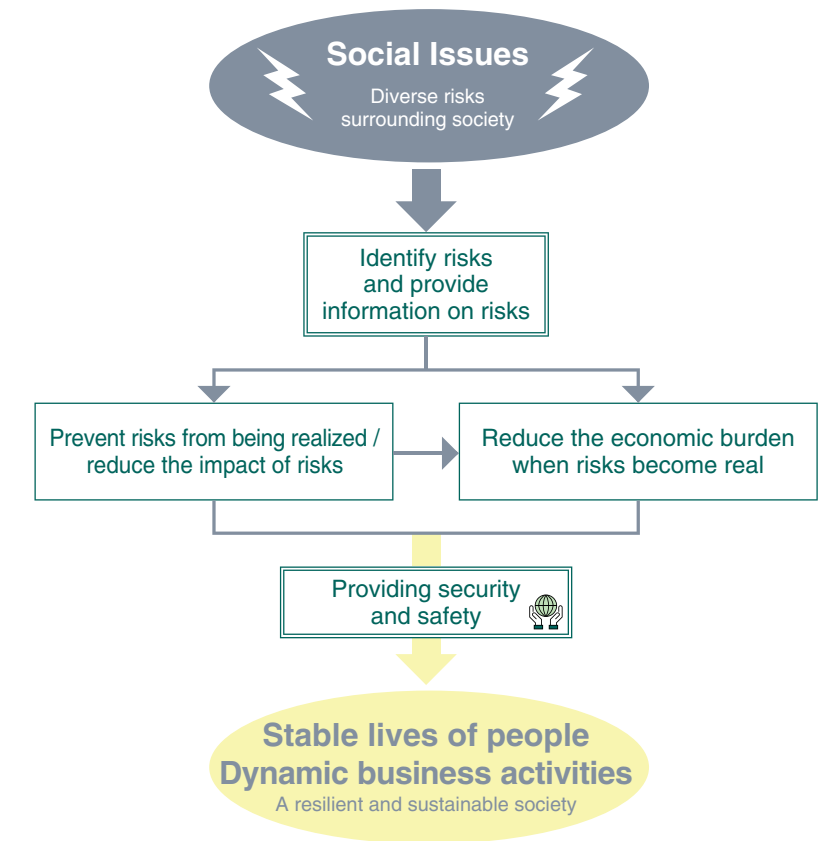 Social Issues
Diverse risks
surrounding society
Identify risks
and provide
information on risks
Prevent risks from being realized /
reduce the impact of risks
Reduce the economic burden
when risks become real
Providing security
and safety
Stable lives of people
Dynamic business activities
A resilient and sustainable society